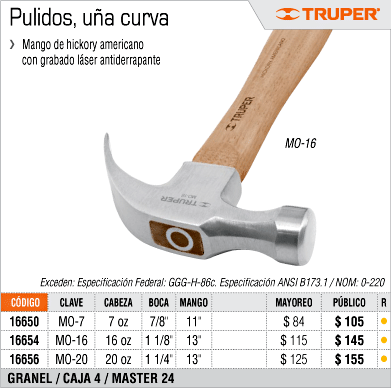 Pulidos, uña curva
TRUPER®
❯ Mango de hickory americano
con grabado láser antiderrapante
TRUPER
MO-16
TRUPER
Exceden: Especificación Federal: GGG-H-86c. Especificación ANSI B173.1 / NOM: 0-220
CÓDIGO CLAVE CABEZA BOCA MANGO MAYOREO PÚBLICO R
16650 MO-7 7 oz 7/8" 11" $ 84 $ 105
16654 MO-16 16 oz 1 1/8" 13" $ 115 $ 145
16656 MO-20 20 oz 1 1/4" 13" $ 125 $ 155
GRANEL / CAJA 4 / MASTER 24